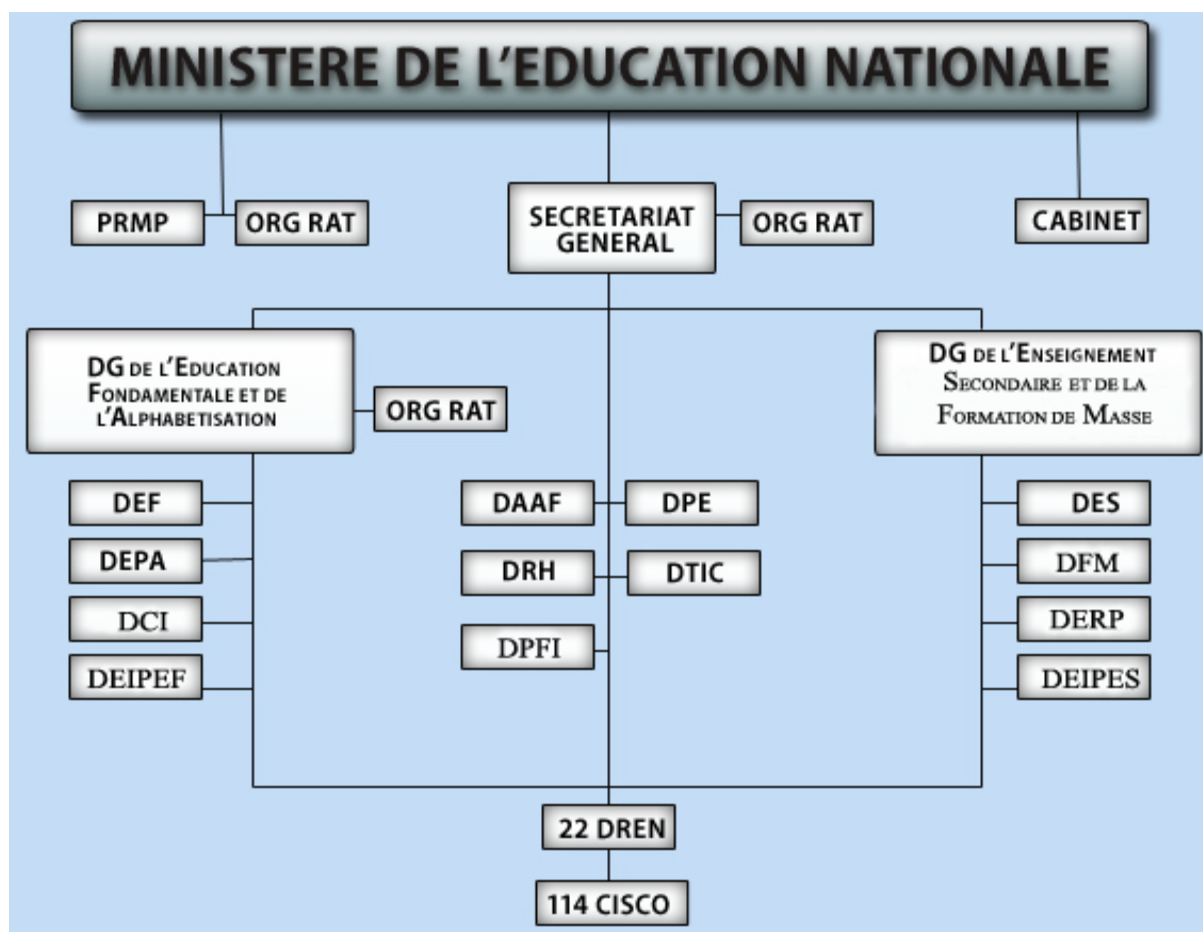 MINISTERE DE L'EDUCATION NATIONALE
PRMP
ORG RAT
SECRETARIAT
GENERAL
ORG RAT
CABINET
DG DE L'EDUCATION
FONDAMENTALE ET DE
L'ALPHABETISATION
ORG RAT
DG DE L'ENSEIGNEMENT
SECONDAIRE ET DE LA
FORMATION DE MASSE
DEF
DEPA
DCI
DEIPEF
DAAF
DPE
DRH
DTIC
DPFI
DES
DFM
DERP
DEIPES
22 DREN
114 CISCO